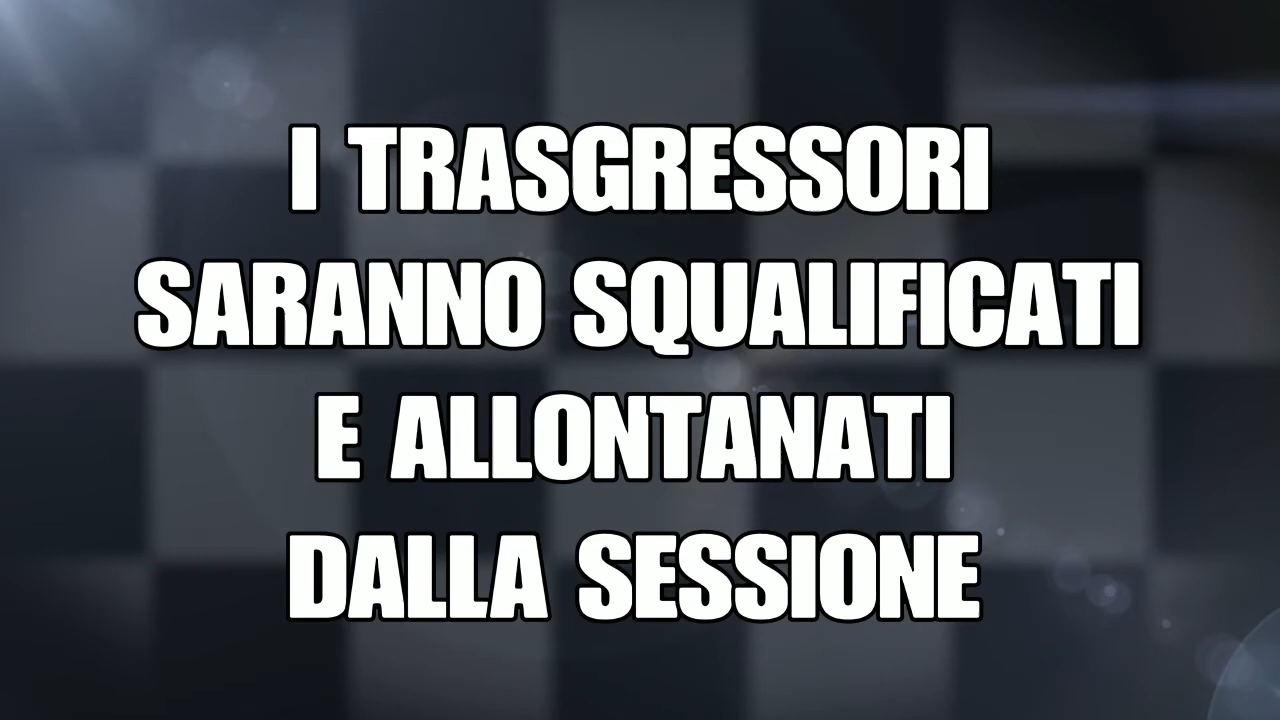 I TRASGRESSORI
SARANNO SQUALIFICATI
E ALLONTANATI
DALLA SESSIONE